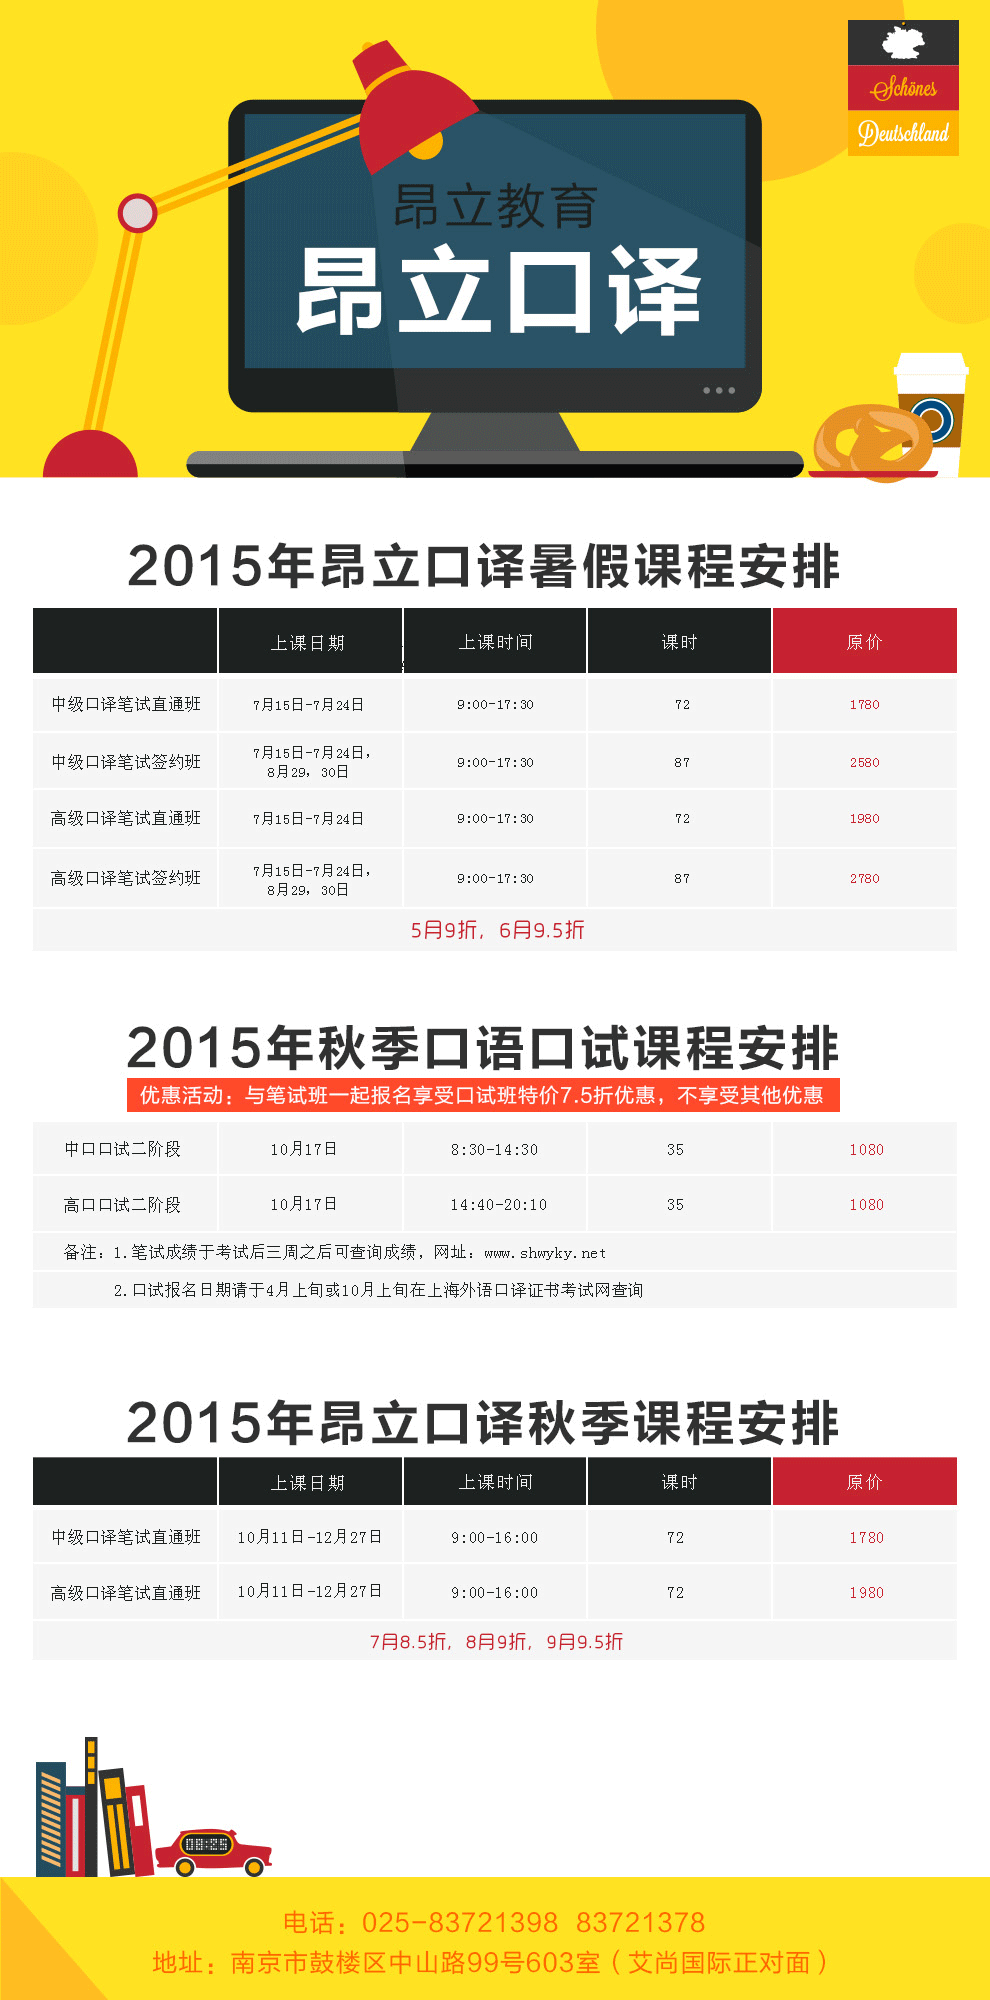 Schönes
Deutschland
昂立教育
昂立口译
2015年昂立口译暑假课程安排
上课日期 上课时间 课时 原价
中级口译笔试直通班 7月15日-7月24日 9:00-17:30 72 1780
中级口译笔试签约班 7月15日-7月24日， 9:00-17:30 87 2580
8月29，30日
高级口译笔试直通班 7月15日-7月24日 9:00-17:30 72 1980
高级口译笔试签约班 7月15日-7月24日， 9:00-17:30 87 2780
8月29，30日
5月9折，6月9.5折
2015年秋季口语口试课程安排
优惠活动：与笔试班一起报名享受口试班特价7.5折优惠，不享受其他优惠
中口口试二阶段 10月17日 8:30-14:30 35 1080
高口口试二阶段 10月17日 14:40-20:10 35 1080
备注：1.笔试成绩于考试后三周之后可查询成绩，网址：www.shwyky.net
2.口试报名日期请于4月上旬或10月上旬在上海外语口译证书考试网查询
2015年昂立口译秋季课程安排
上课日期 上课时间 课时 原价
中级口译笔试直通班 10月11日-12月27日 9:00-16:00 72 1780
高级口译笔试直通班 10月11日-12月27日 9:00-16:00 72 1980
7月8.5折，8月9折，9月9.5折
08:25
电话：025-83721398 83721378
地址：南京市鼓楼区中山路99号603室（艾尚国际正对面）